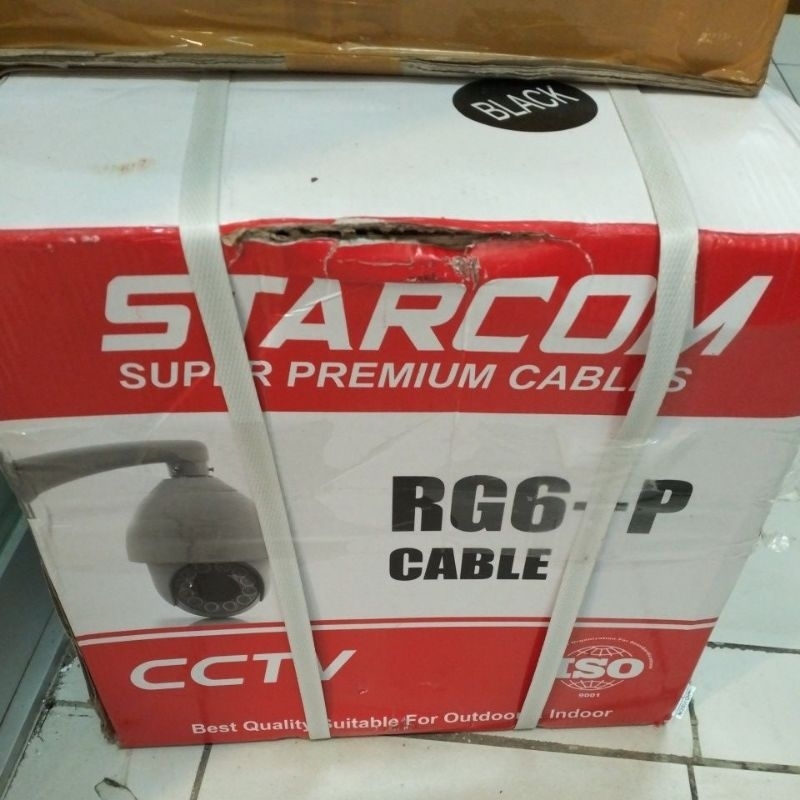 BLACK
STARCOM
SUPER PREMIUM CABLES
RG6--P
CABLE
CCTV
ISO
9001
Best Quality Suitable For Outdoor & Indoor